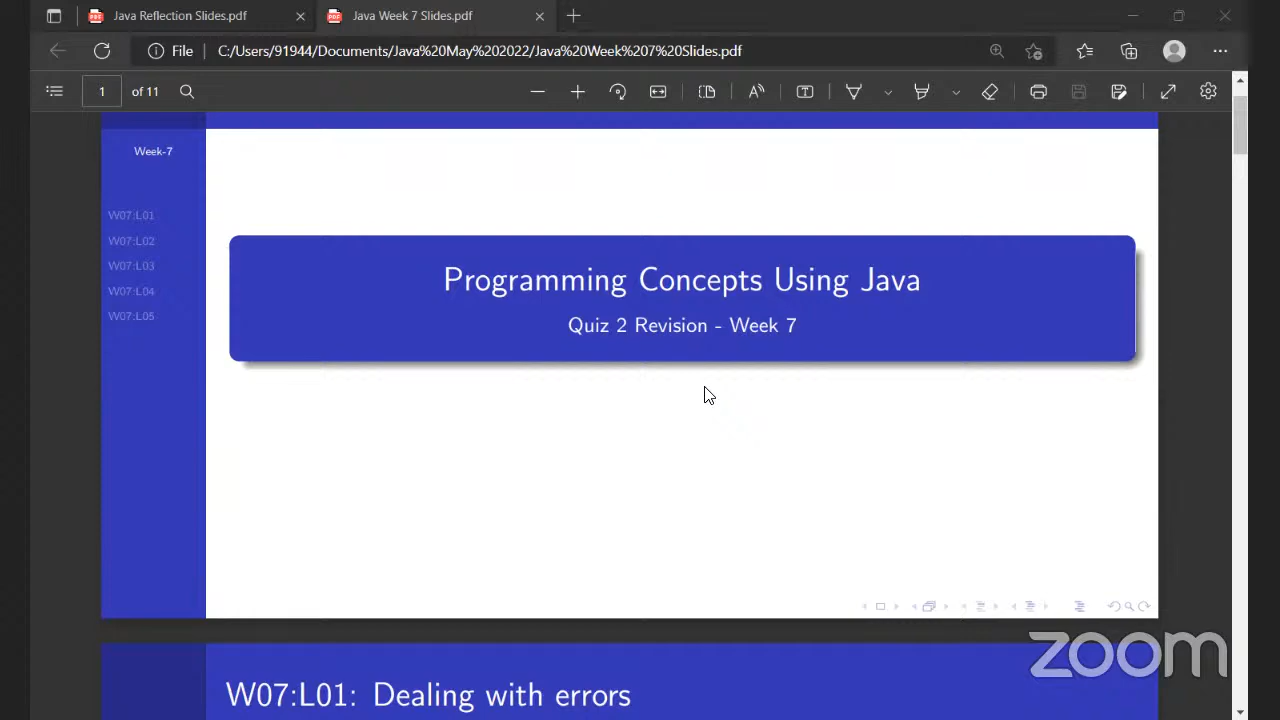 Java Reflection Slides.pdf
Java Week 7 Slides.pdf
File
C:/Users/91944/Documents/Java%20May%202022/Java%20Week%207%20Slides.pdf
1 of 11
Week-7
W07:L01
W07:L02
W07:L03
W07:L04
W07:L05
Programming Concepts Using Java
Quiz 2 Revision - Week 7
W07:L01: Dealing with errors
zoom